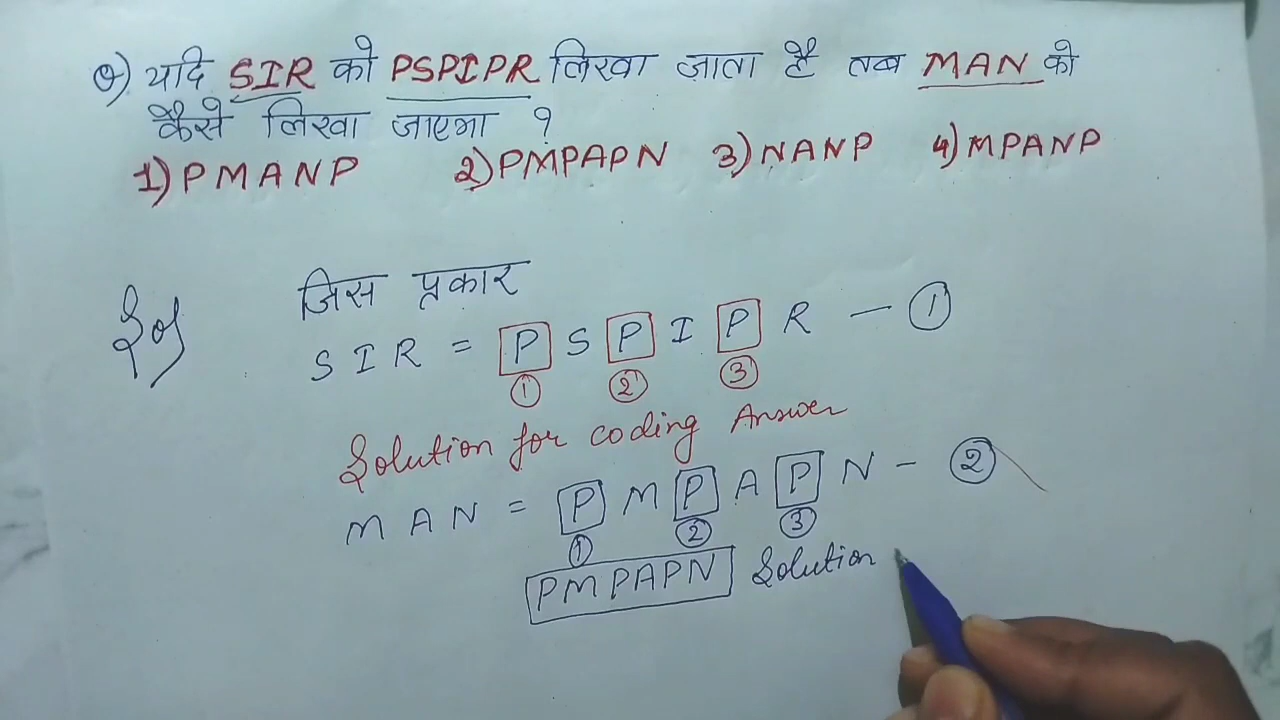 Q) यदि SIR को PSPIPR लिखा जाता है तब MAN को
कैसे लिखा जाएगा ?
1) PMANP 2) PMPAPN 3) NANP 4) MPANP
Sol जिस प्रकार
SIR = P S P I P R — ①
① ② ③
Solution for coding Answer
MAN = P M P A P N - ②
① ② ③
PMPAPN Solution